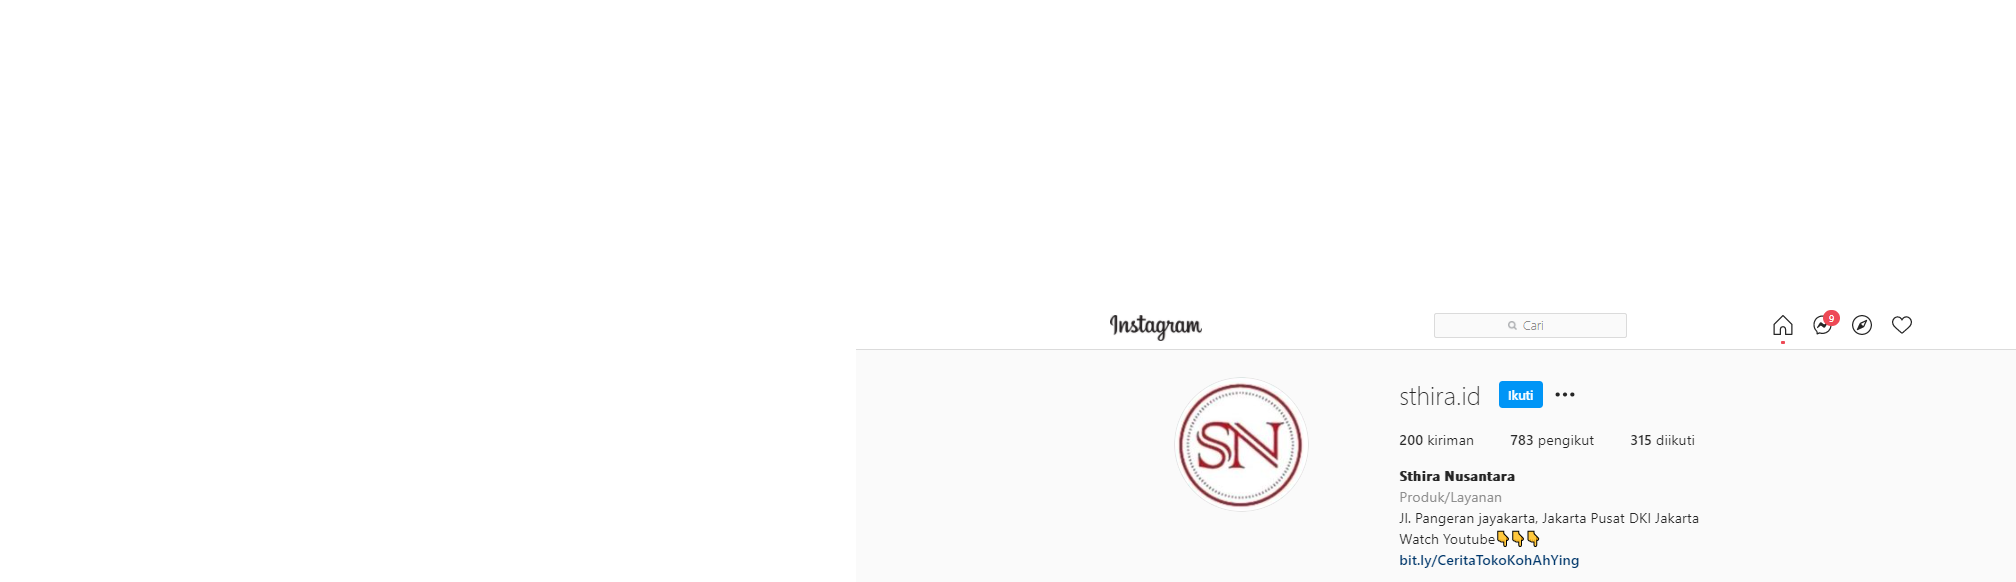 Instagram
Cari
9
sthira.id Ikuti
200 kiriman 783 pengikut 315 diikuti
SN
Sthira Nusantara
Produk/Layanan
Jl. Pangeran jayakarta, Jakarta Pusat DKI Jakarta
Watch Youtube👇👇👇
bit.ly/CeritaTokoKohAhYing